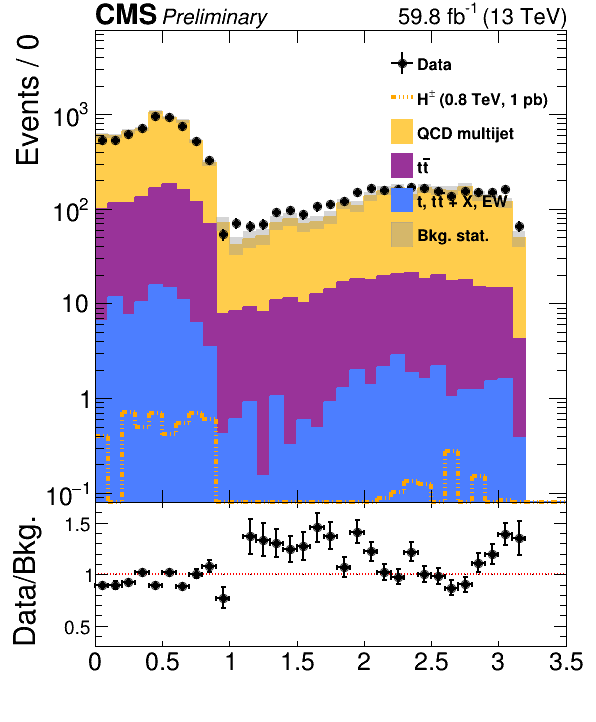 CMS Preliminary 59.8 fb⁻¹ (13 TeV)
Events / 0
10³
10²
10
1
10⁻¹
Data
H± (0.8 TeV, 1 pb)
QCD multijet
tt̄
t, tt̄ + X, EW
Bkg. stat.
Data/Bkg.
1.5
1
0.5
0 0.5 1 1.5 2 2.5 3 3.5